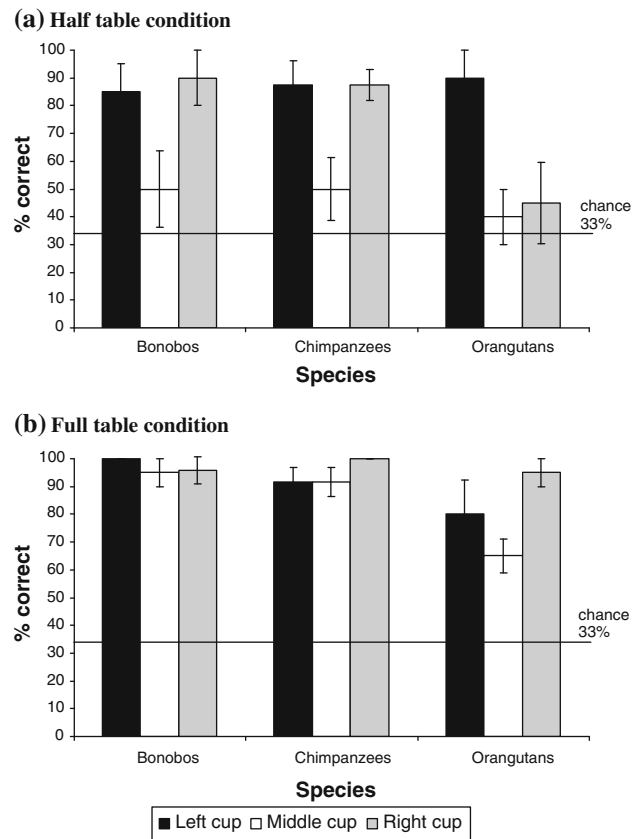 (a) Half table condition
100
90
80
70
60
50
40
30
20
10
0
% correct
chance
33%
Bonobos Chimpanzees Orangutans
Species
(b) Full table condition
100
90
80
70
60
50
40
30
20
10
0
% correct
chance
33%
Bonobos Chimpanzees Orangutans
Species
Left cup Middle cup Right cup